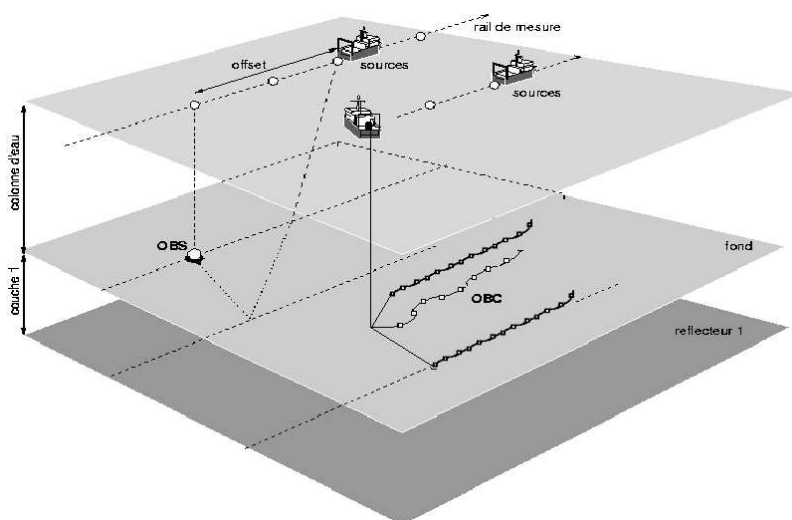 rail de mesure
offset
sources
sources
colonne d'eau
OBS
fond
OBC
couche 1
reflecteur 1